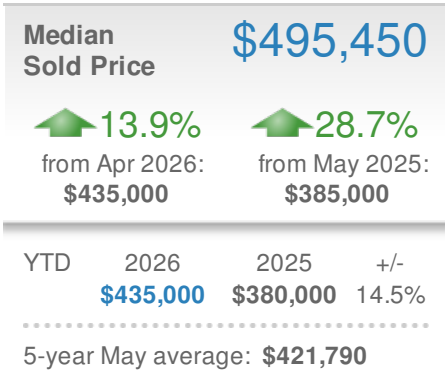 Median $495,450
Sold Price
13.9% 28.7%
from Apr 2026: from May 2025:
$435,000 $385,000
YTD 2026 2025 +/-
$435,000 $380,000 14.5%
5-year May average: $421,790